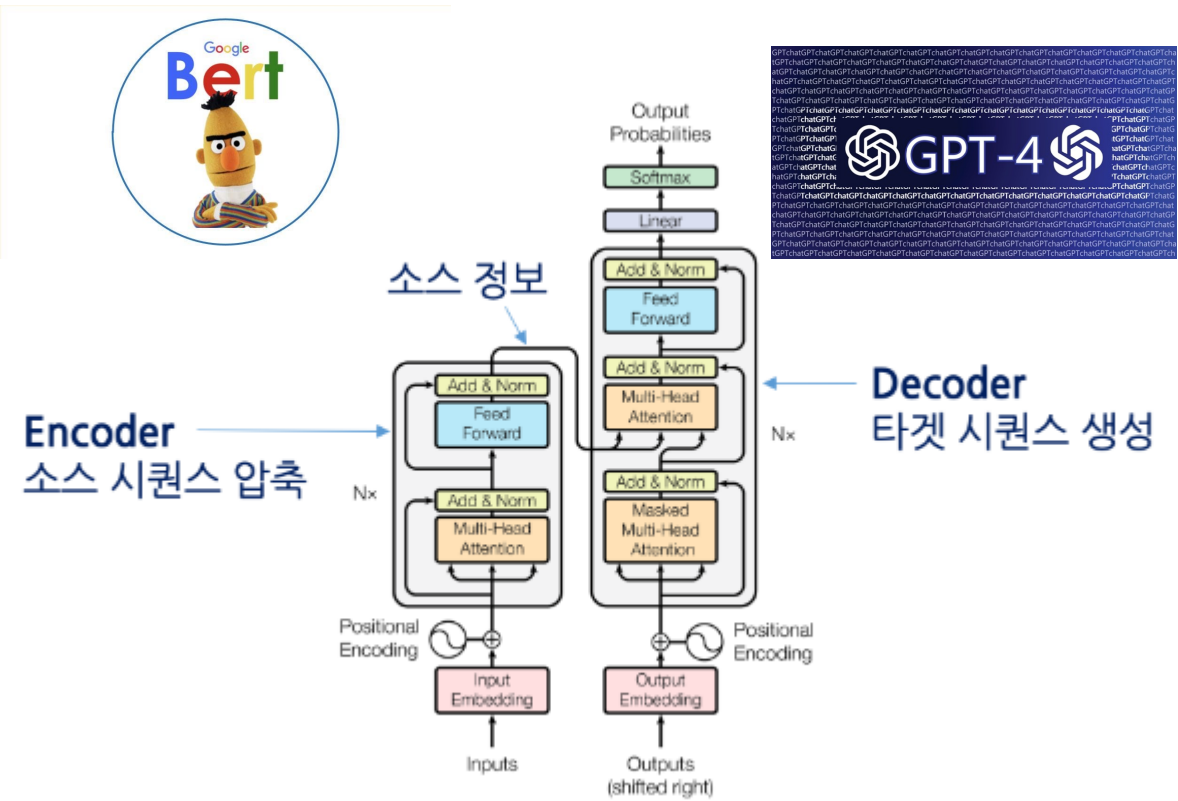 Google
Bert
GPT-4
Output
Probabilities
Softmax
Linear
Add & Norm
Feed
Forward
Add & Norm
Multi-Head
Attention
Add & Norm
Masked
Multi-Head
Attention
Nx
Decoder
타겟 시퀀스 생성
소스 정보
Encoder
소스 시퀀스 압축
Add & Norm
Feed
Forward
Add & Norm
Multi-Head
Attention
Nx
Positional
Encoding
Positional
Encoding
Input
Embedding
Output
Embedding
Inputs
Outputs
(shifted right)